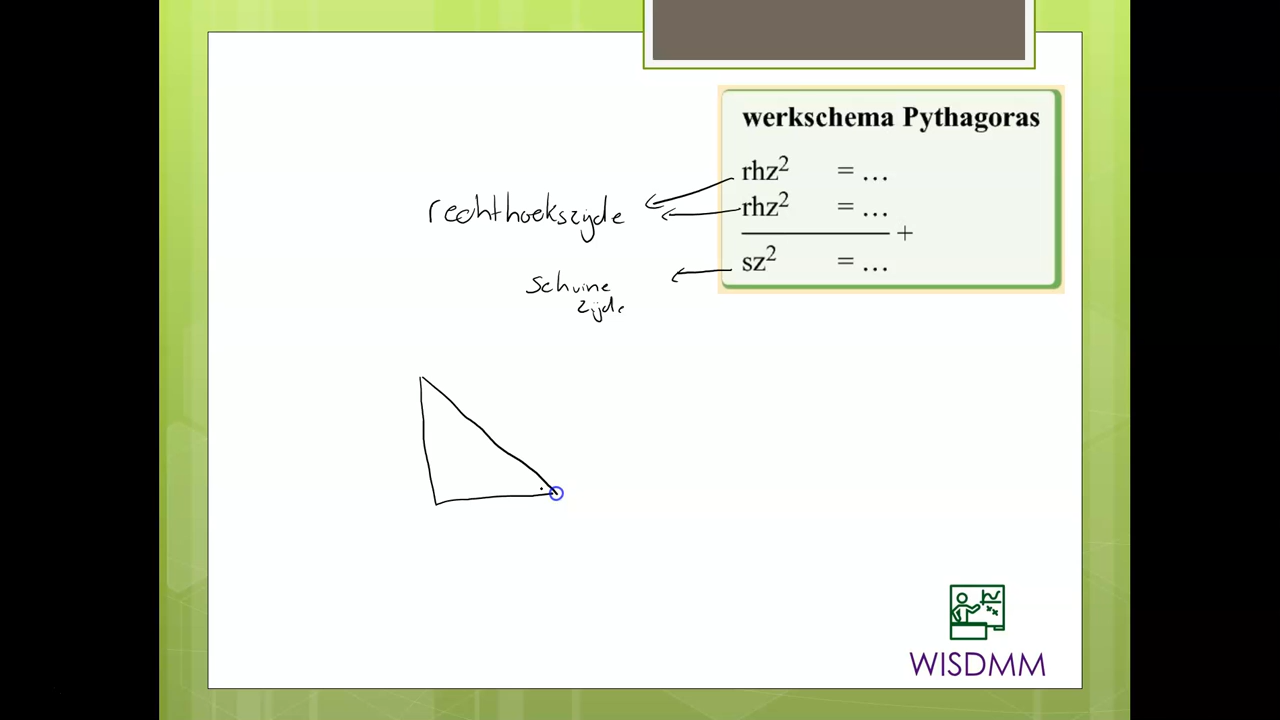 werkschema Pythagoras
rhz² = ...
rhz² = ...
+
sz² = ...
rechthoekszijde
schuine
zijde
WISDMM